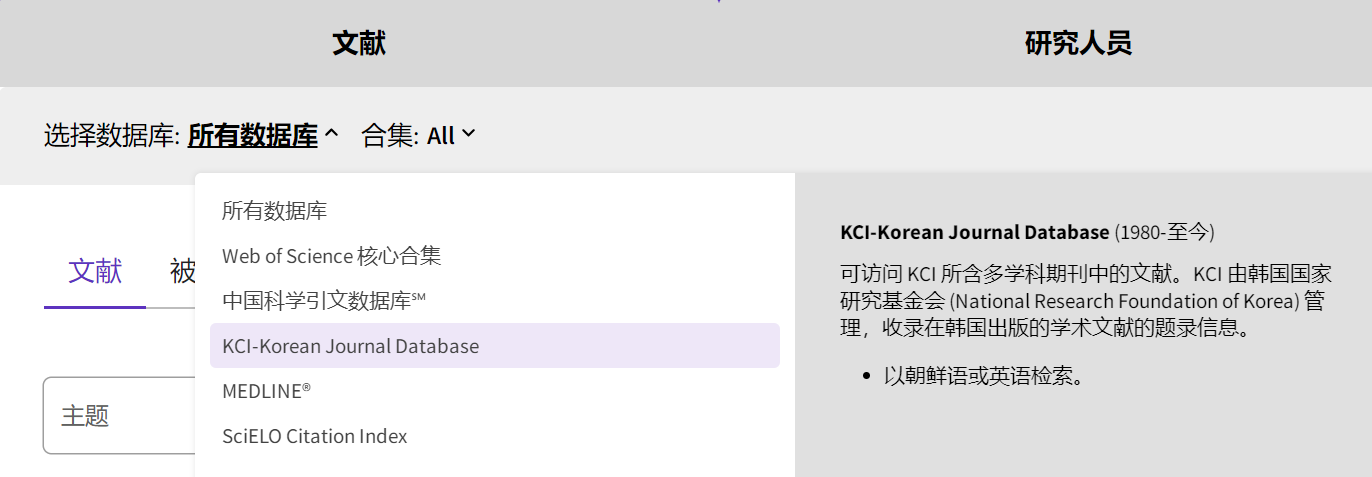 文献
研究人员
选择数据库: 所有数据库 合集: All
所有数据库
Web of Science 核心合集
中国科学引文数据库℠
KCI-Korean Journal Database
MEDLINE®
SciELO Citation Index
文献 被
主题
KCI-Korean Journal Database (1980-至今)
可访问 KCI 所含多学科期刊中的文献。KCI 由韩国国家
研究基金会 (National Research Foundation of Korea) 管
理，收录在韩国出版的学术文献的题录信息。
• 以朝鲜语或英语检索。